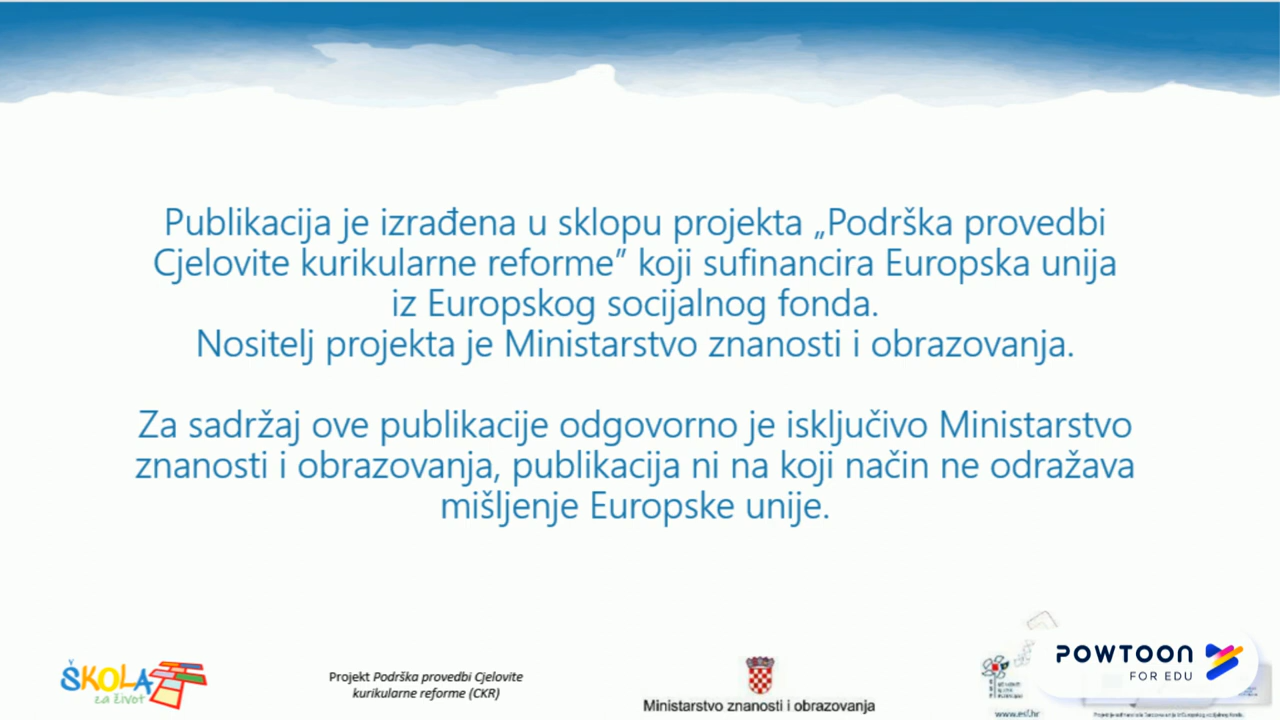 Publikacija je izrađena u sklopu projekta „Podrška provedbi
Cjelovite kurikularne reforme” koji sufinancira Europska unija
iz Europskog socijalnog fonda.
Nositelj projekta je Ministarstvo znanosti i obrazovanja.
Za sadržaj ove publikacije odgovorno je isključivo Ministarstvo
znanosti i obrazovanja, publikacija ni na koji način ne odražava
mišljenje Europske unije.
ŠKOLA
za život
Projekt Podrška provedbi Cjelovite
kurikularne reforme (CKR)
Ministarstvo znanosti i obrazovanja
www.esf.hr
POWTOON
FOR EDU